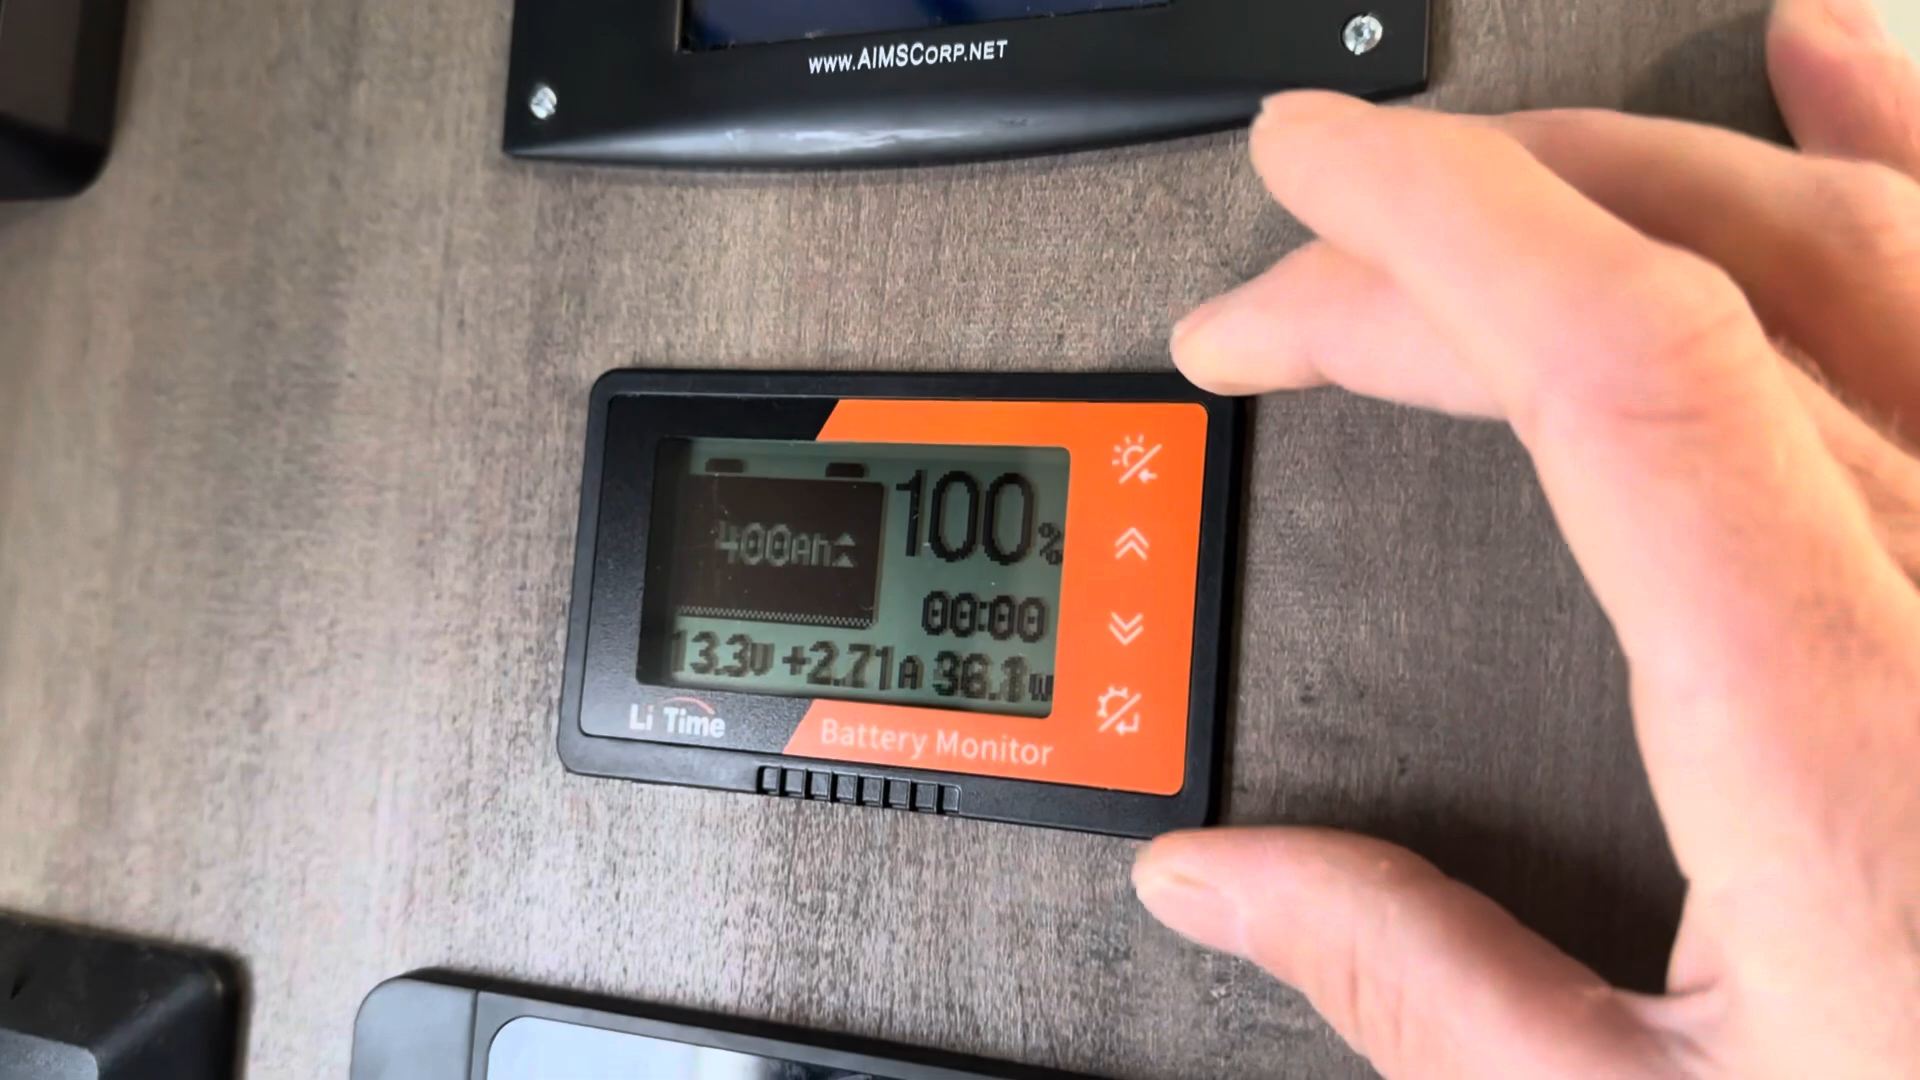 www.AIMSCorp.net
100%
400Ah
00:00
13.3V +2.71A 36.1W
Li Time
Battery Monitor